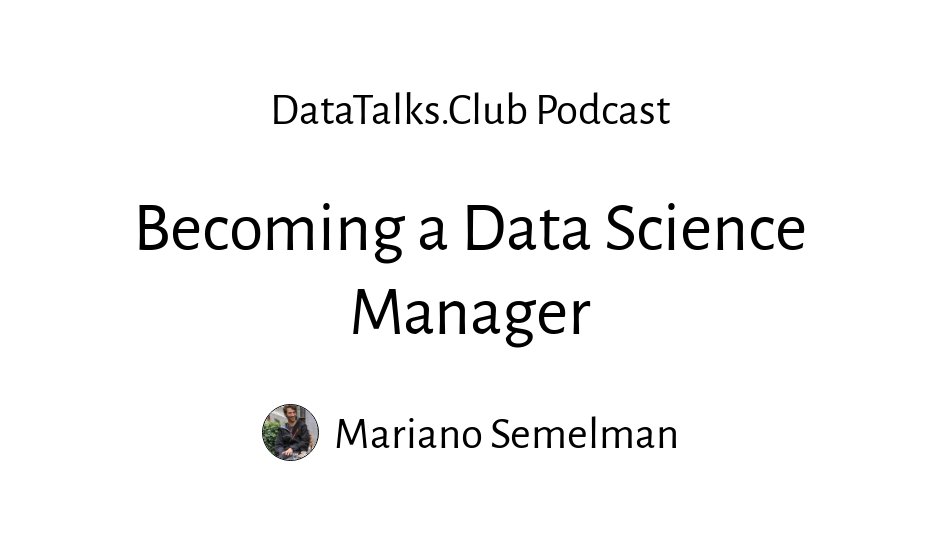 DataTalks.Club Podcast
Becoming a Data Science
Manager
Mariano Semelman